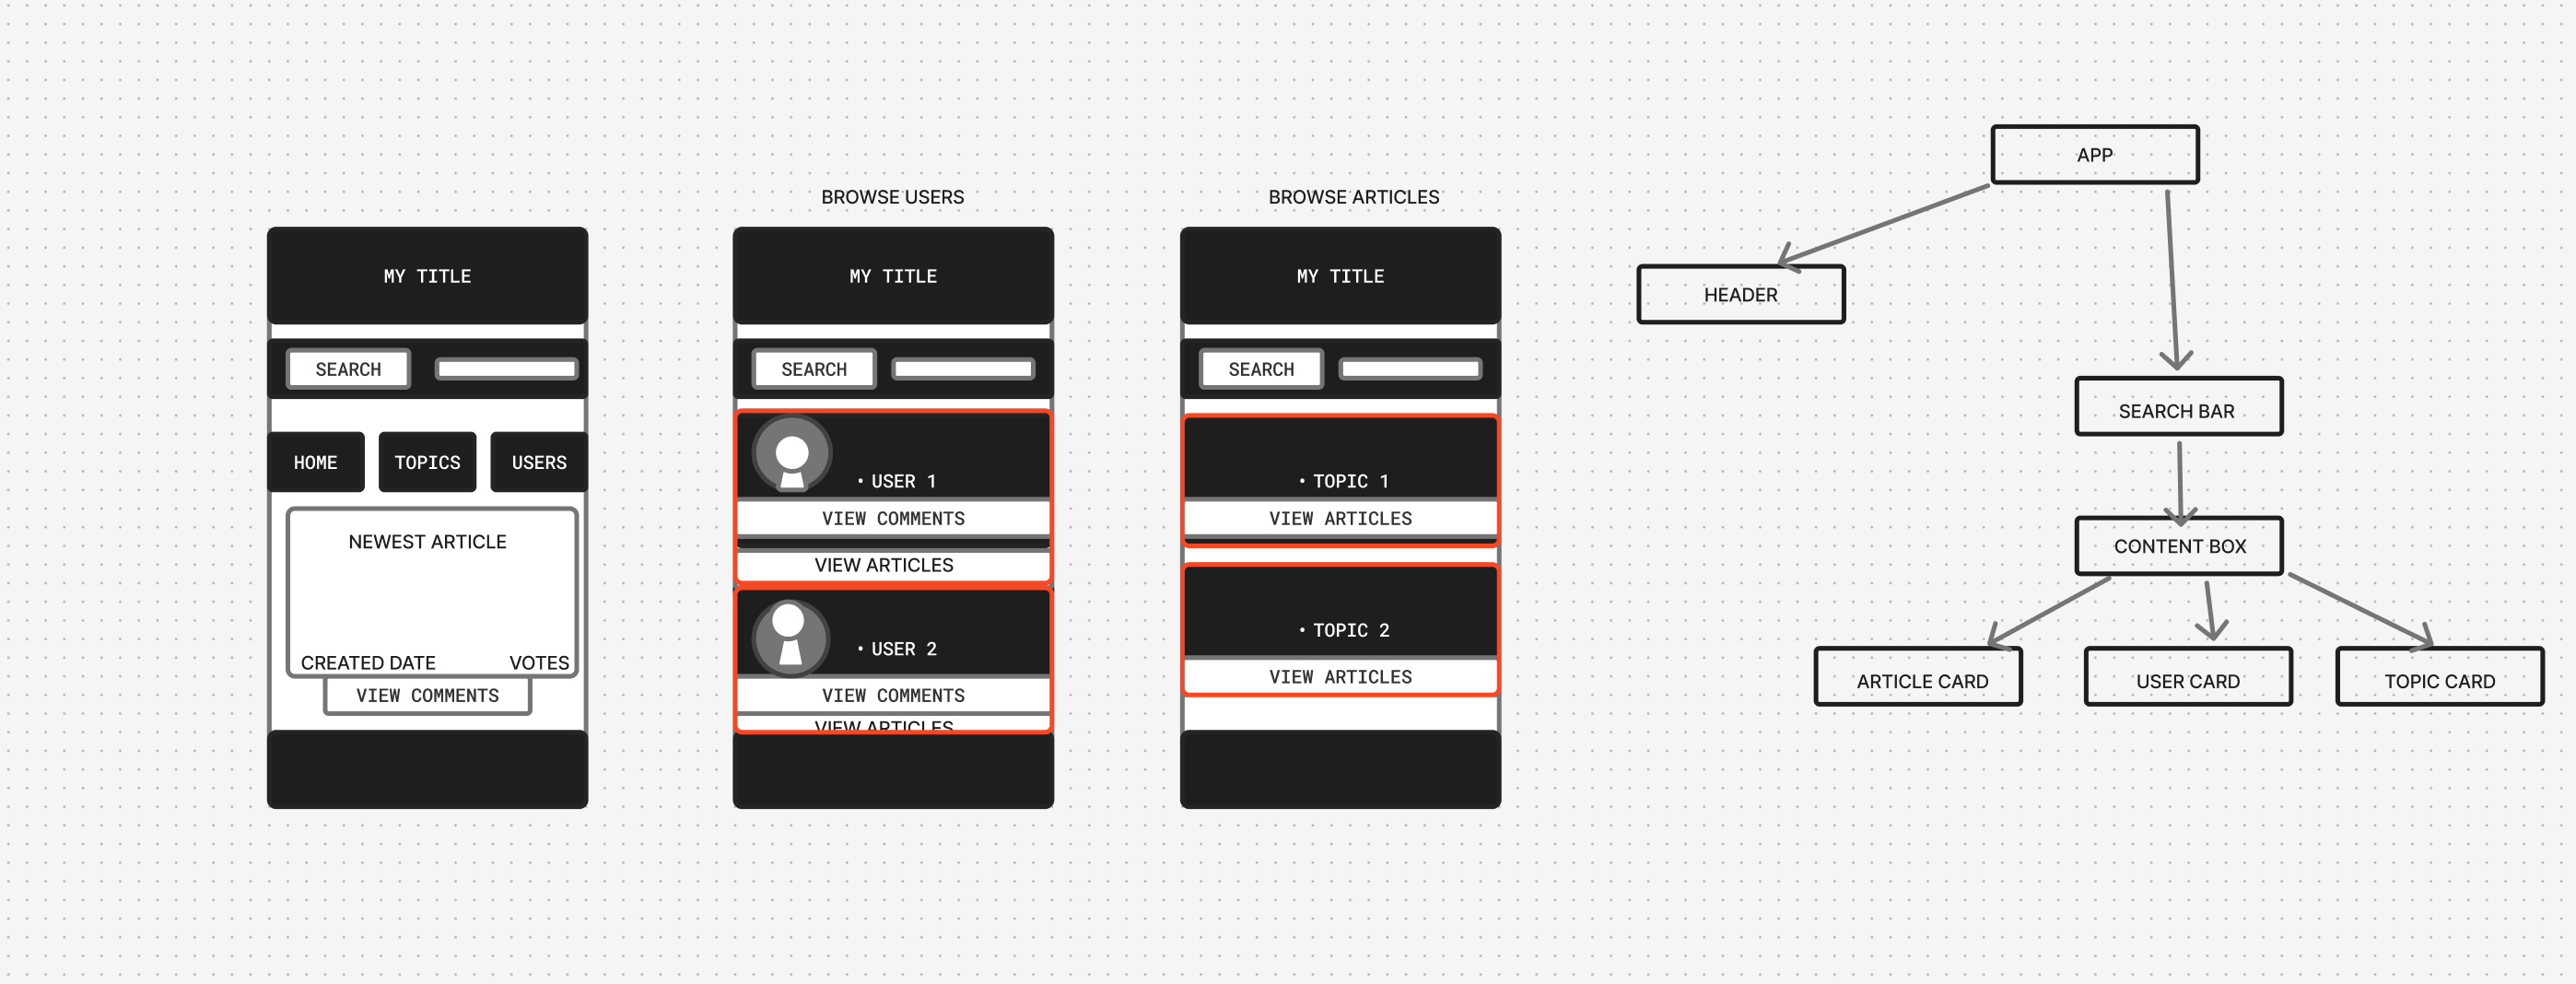 MY TITLE
SEARCH
HOME
TOPICS
USERS
NEWEST ARTICLE
CREATED DATE
VOTES
VIEW COMMENTS
BROWSE USERS
MY TITLE
SEARCH
• USER 1
VIEW COMMENTS
VIEW ARTICLES
• USER 2
VIEW COMMENTS
VIEW ARTICLES
BROWSE ARTICLES
MY TITLE
SEARCH
• TOPIC 1
VIEW ARTICLES
• TOPIC 2
VIEW ARTICLES
APP
HEADER
SEARCH BAR
CONTENT BOX
ARTICLE CARD
USER CARD
TOPIC CARD